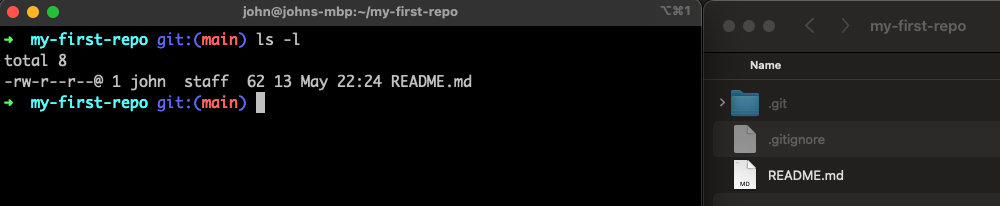 john@johns-mbp:~/my-first-repo
⌥⌘1
➜ my-first-repo git:(main) ls -l
total 8
-rw-r--r--@ 1 john  staff  62 13 May 22:24 README.md
➜ my-first-repo git:(main)
my-first-repo
Name
.git
.gitignore
MD
README.md